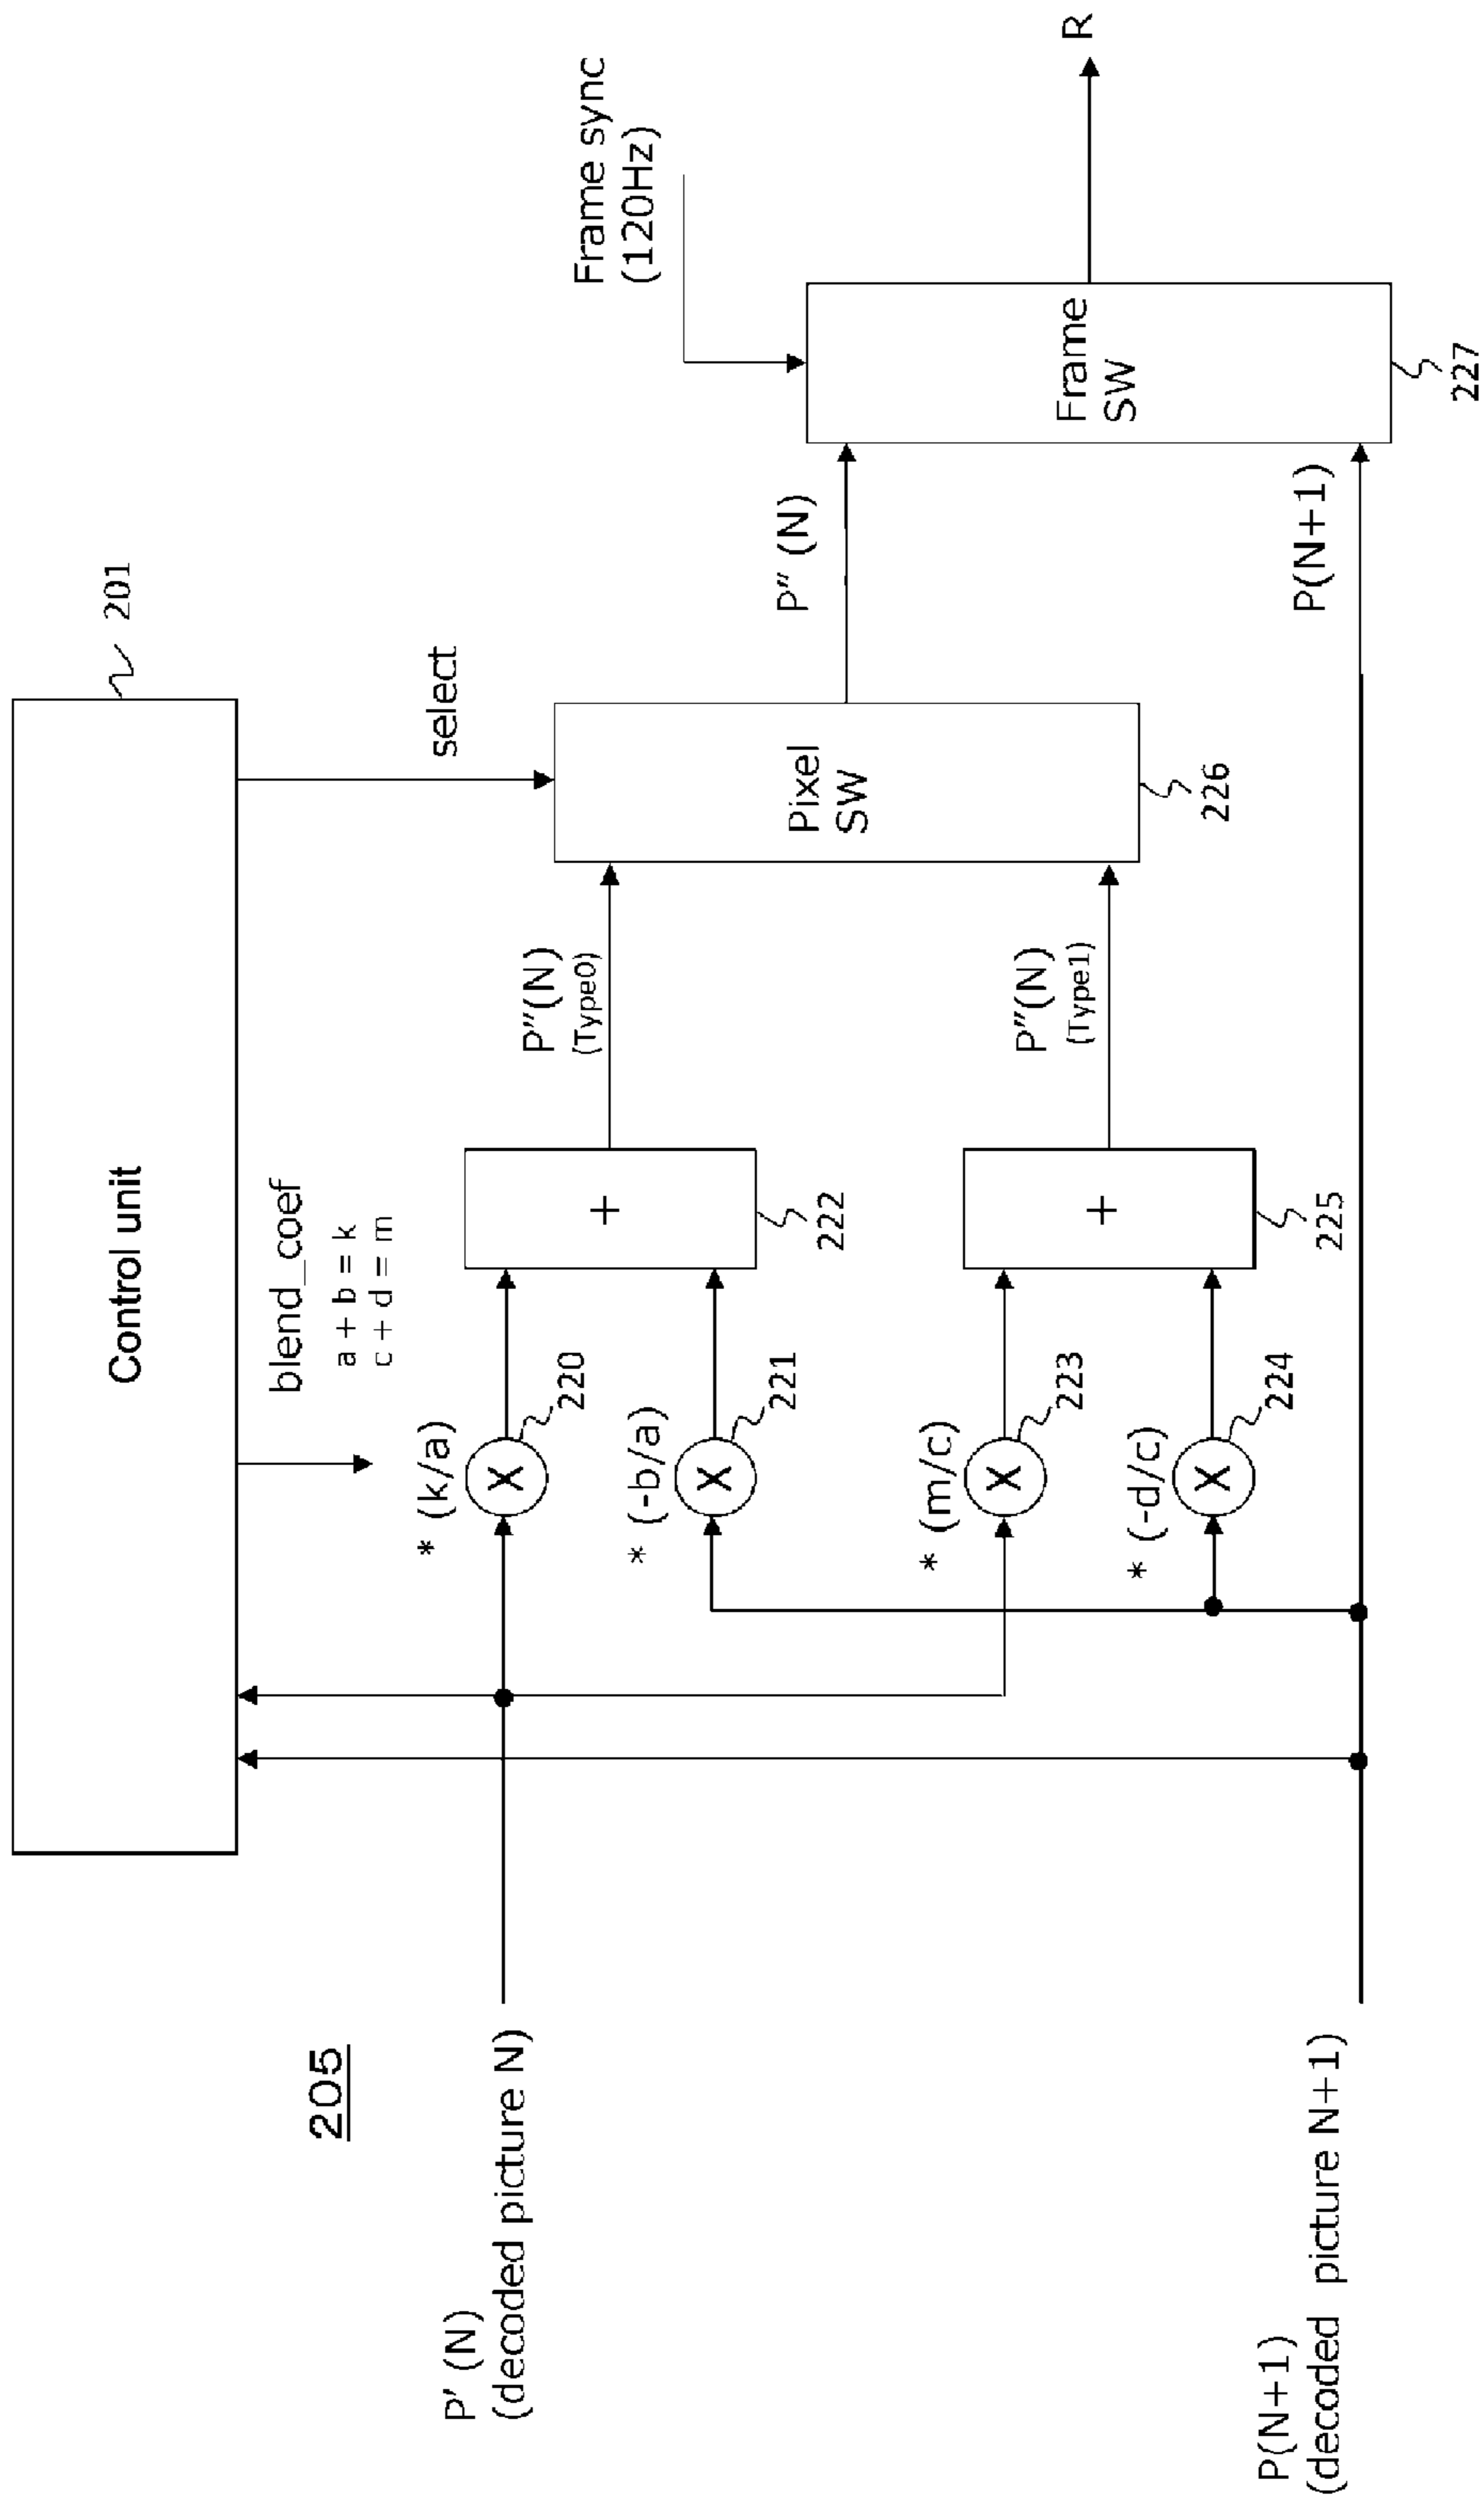 205
Control unit
201
blend_coef
a + b = k
c + d = m
select
Frame sync
(120Hz)
P' (N)
(decoded picture N)
* (k/a)
X
220
* (-b/a)
X
221
+
222
P''(N)
(Type0)
* (m/c)
X
223
* (-d/c)
X
224
+
225
P''(N)
(Type1)
Pixel
SW
226
P'' (N)
Frame
SW
227
R
P(N+1)
P(N+1)
(decoded picture N+1)